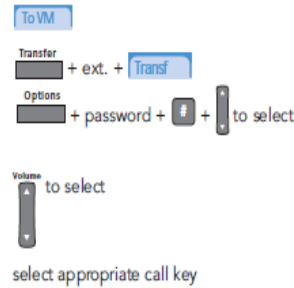 To VM
Transfer
+ ext. + Transf
Options
+ password + # + to select
Volume to select
select appropriate call key